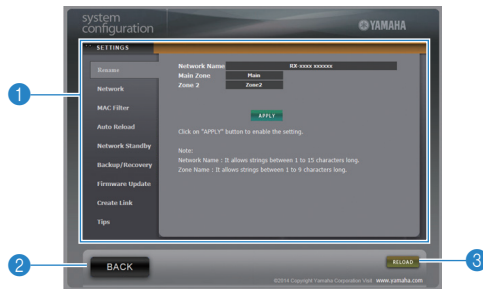 system
configuration
YAMAHA
SETTINGS
Rename
Network
MAC Filter
Auto Reload
Network Standby
Backup/Recovery
Firmware Update
Create Link
Tips
Network Name RX-xxxx xxxxxx
Main Zone Main
Zone 2 Zone2
APPLY
Click on "APPLY" button to enable the setting.
Note:
Network Name : It allows strings between 1 to 15 characters long.
Zone Name : It allows strings between 1 to 9 characters long.
1
2
BACK
RELOAD
3
©2014 Copyright Yamaha Corporation Visit www.yamaha.com